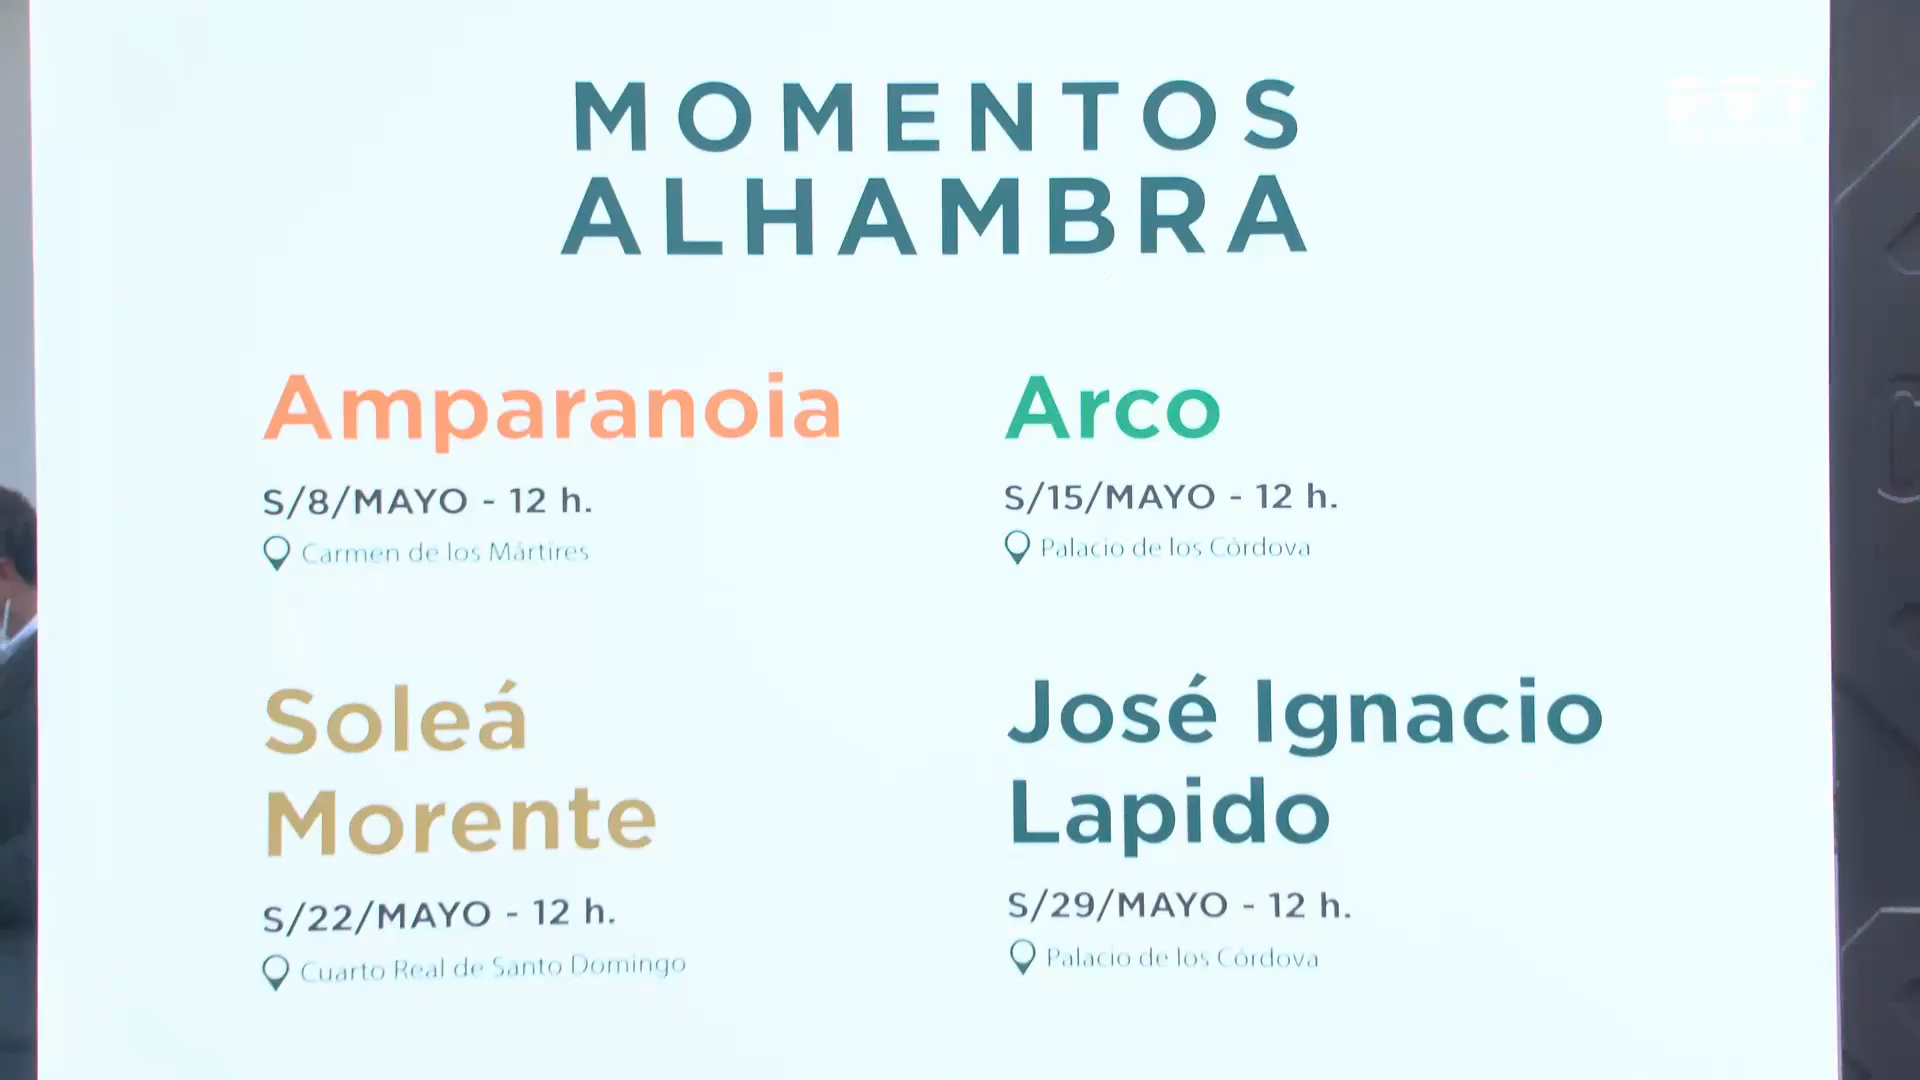 MOMENTOS
ALHAMBRA
Amparanoia
S/8/MAYO - 12 h.
Carmen de los Mártires
Arco
S/15/MAYO - 12 h.
Palacio de los Córdova
Soleá
Morente
S/22/MAYO - 12 h.
Cuarto Real de Santo Domingo
José Ignacio
Lapido
S/29/MAYO - 12 h.
Palacio de los Córdova